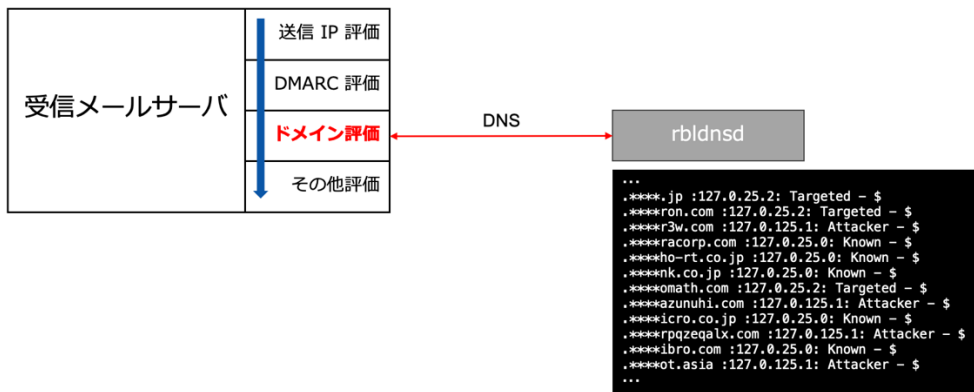 受信メールサーバ
送信 IP 評価
DMARC 評価
ドメイン評価
その他評価
DNS
rbldnsd
...
.****.jp :127.0.25.2: Targeted – $
.****ron.com :127.0.25.2: Targeted – $
.****r3w.com :127.0.125.1: Attacker – $
.****racorp.com :127.0.25.0: Known – $
.****ho-rt.co.jp :127.0.25.0: Known – $
.****nk.co.jp :127.0.25.0: Known – $
.****omath.com :127.0.25.2: Targeted – $
.****azunuhi.com :127.0.125.1: Attacker – $
.****icro.co.jp :127.0.25.0: Known – $
.****rpqzeqalx.com :127.0.125.1: Attacker – $
.****ibro.com :127.0.25.0: Known – $
.****ot.asia :127.0.125.1: Attacker – $
...